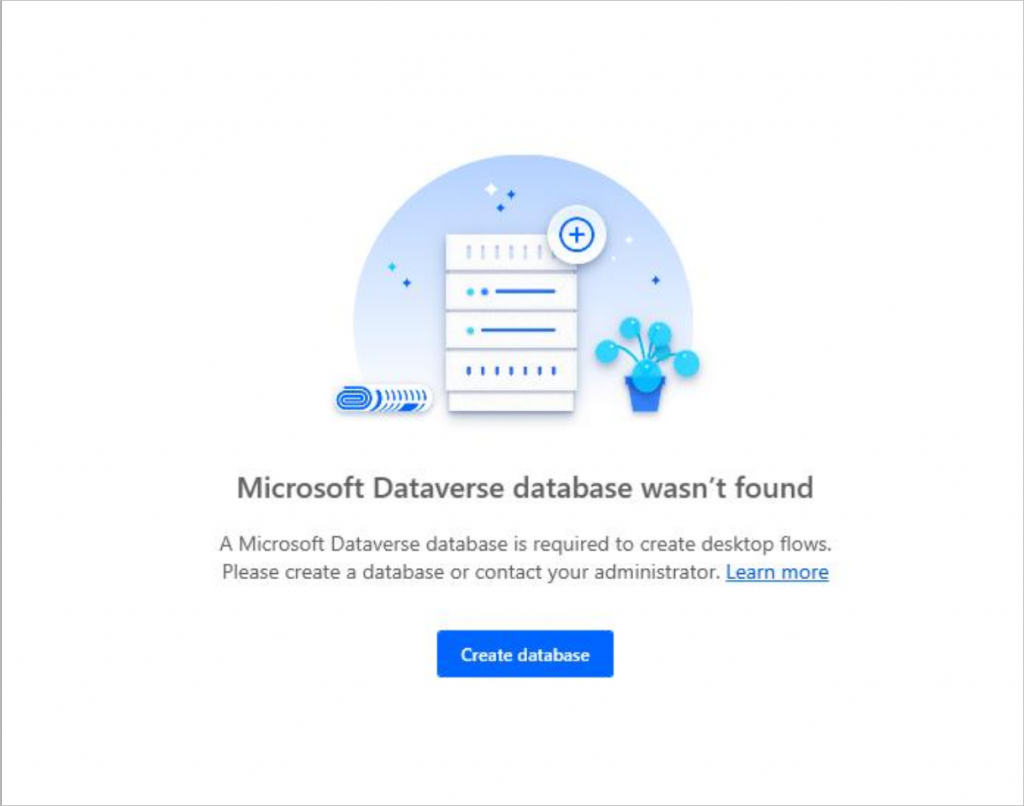 Microsoft Dataverse database wasn’t found
A Microsoft Dataverse database is required to create desktop flows.
Please create a database or contact your administrator. Learn more
Create database